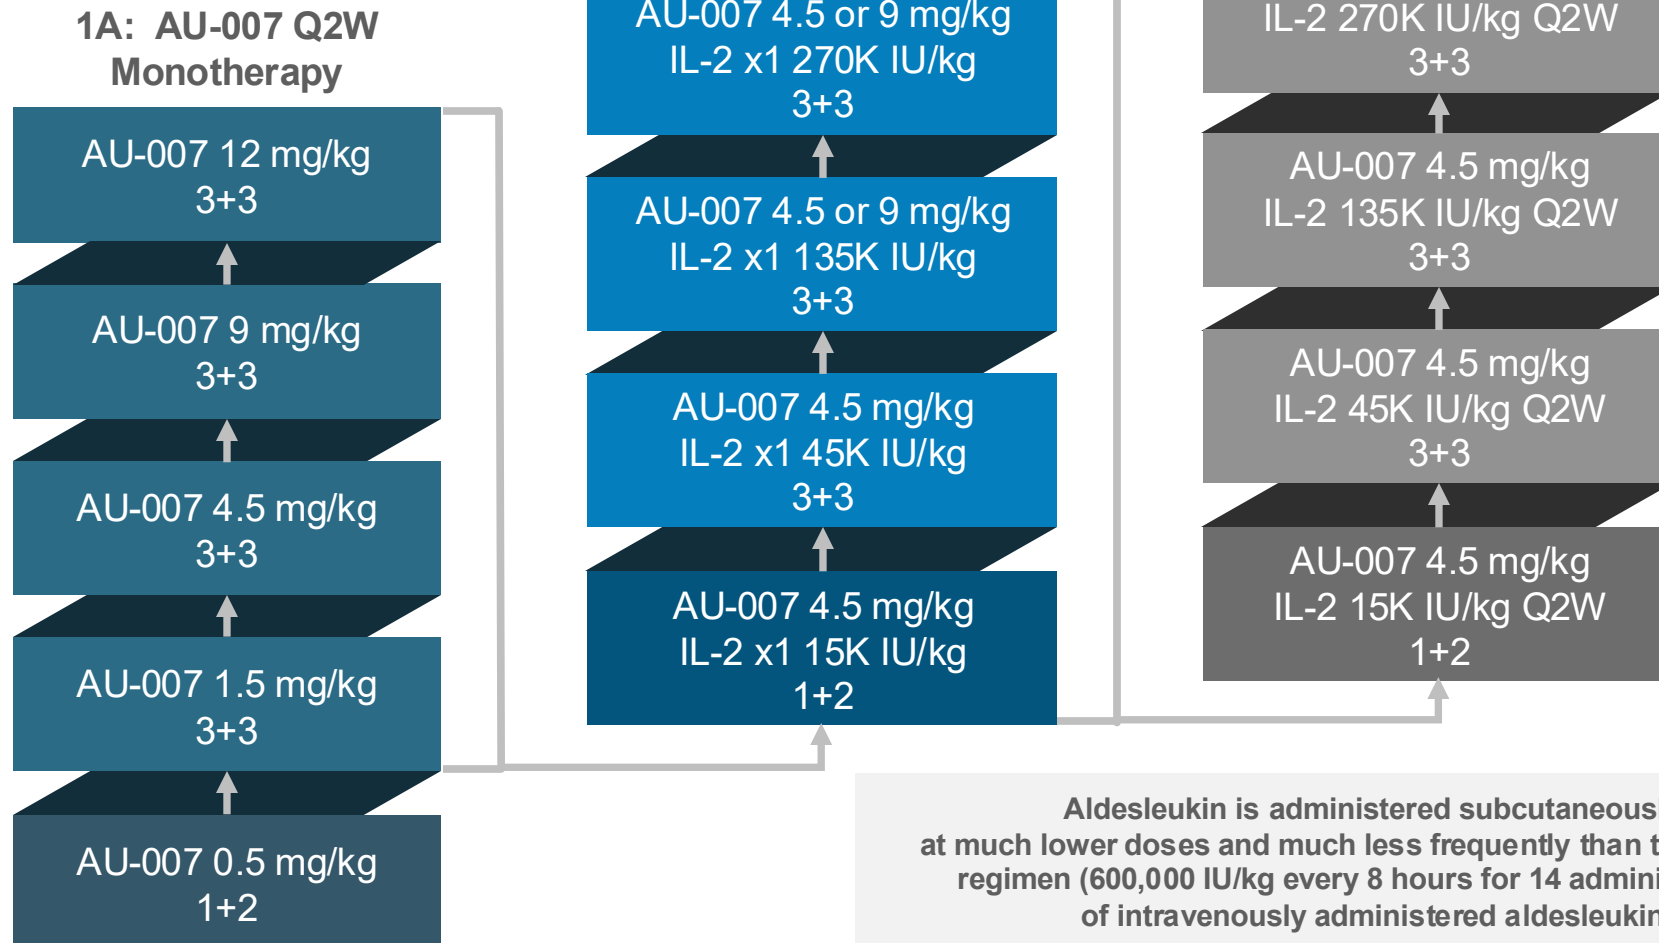 1A: AU-007 Q2W
Monotherapy
AU-007 12 mg/kg
3+3
AU-007 9 mg/kg
3+3
AU-007 4.5 mg/kg
3+3
AU-007 1.5 mg/kg
3+3
AU-007 0.5 mg/kg
1+2
AU-007 4.5 or 9 mg/kg
IL-2 x1 270K IU/kg
3+3
AU-007 4.5 or 9 mg/kg
IL-2 x1 135K IU/kg
3+3
AU-007 4.5 mg/kg
IL-2 x1 45K IU/kg
3+3
AU-007 4.5 mg/kg
IL-2 x1 15K IU/kg
1+2
IL-2 270K IU/kg Q2W
3+3
AU-007 4.5 mg/kg
IL-2 135K IU/kg Q2W
3+3
AU-007 4.5 mg/kg
IL-2 45K IU/kg Q2W
3+3
AU-007 4.5 mg/kg
IL-2 15K IU/kg Q2W
1+2
Aldesleukin is administered
at much lower doses and much less frequently than
regimen (600,000 IU/kg every 8 hours for 14
of intravenously administered aldesleukin